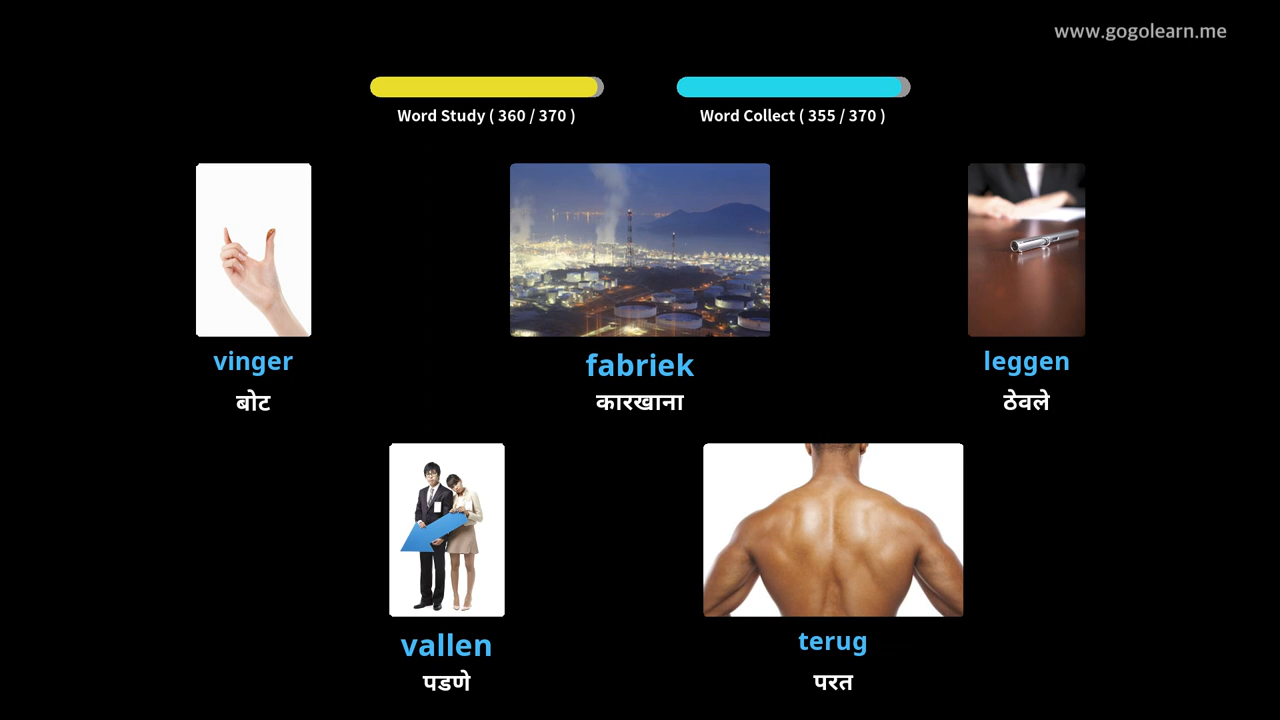 www.gogolearn.me
Word Study ( 360 / 370 )
Word Collect ( 355 / 370 )
vinger
बोट
fabriek
कारखाना
leggen
ठेवले
vallen
पडणे
terug
परत